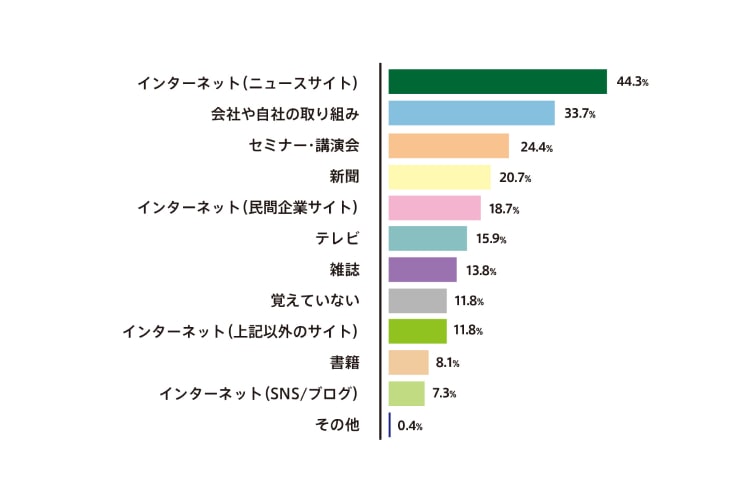 インターネット（ニュースサイト） 44.3%
会社や自社の取り組み 33.7%
セミナー・講演会 24.4%
新聞 20.7%
インターネット（民間企業サイト） 18.7%
テレビ 15.9%
雑誌 13.8%
覚えていない 11.8%
インターネット（上記以外のサイト） 11.8%
書籍 8.1%
インターネット（SNS/ブログ） 7.3%
その他 0.4%